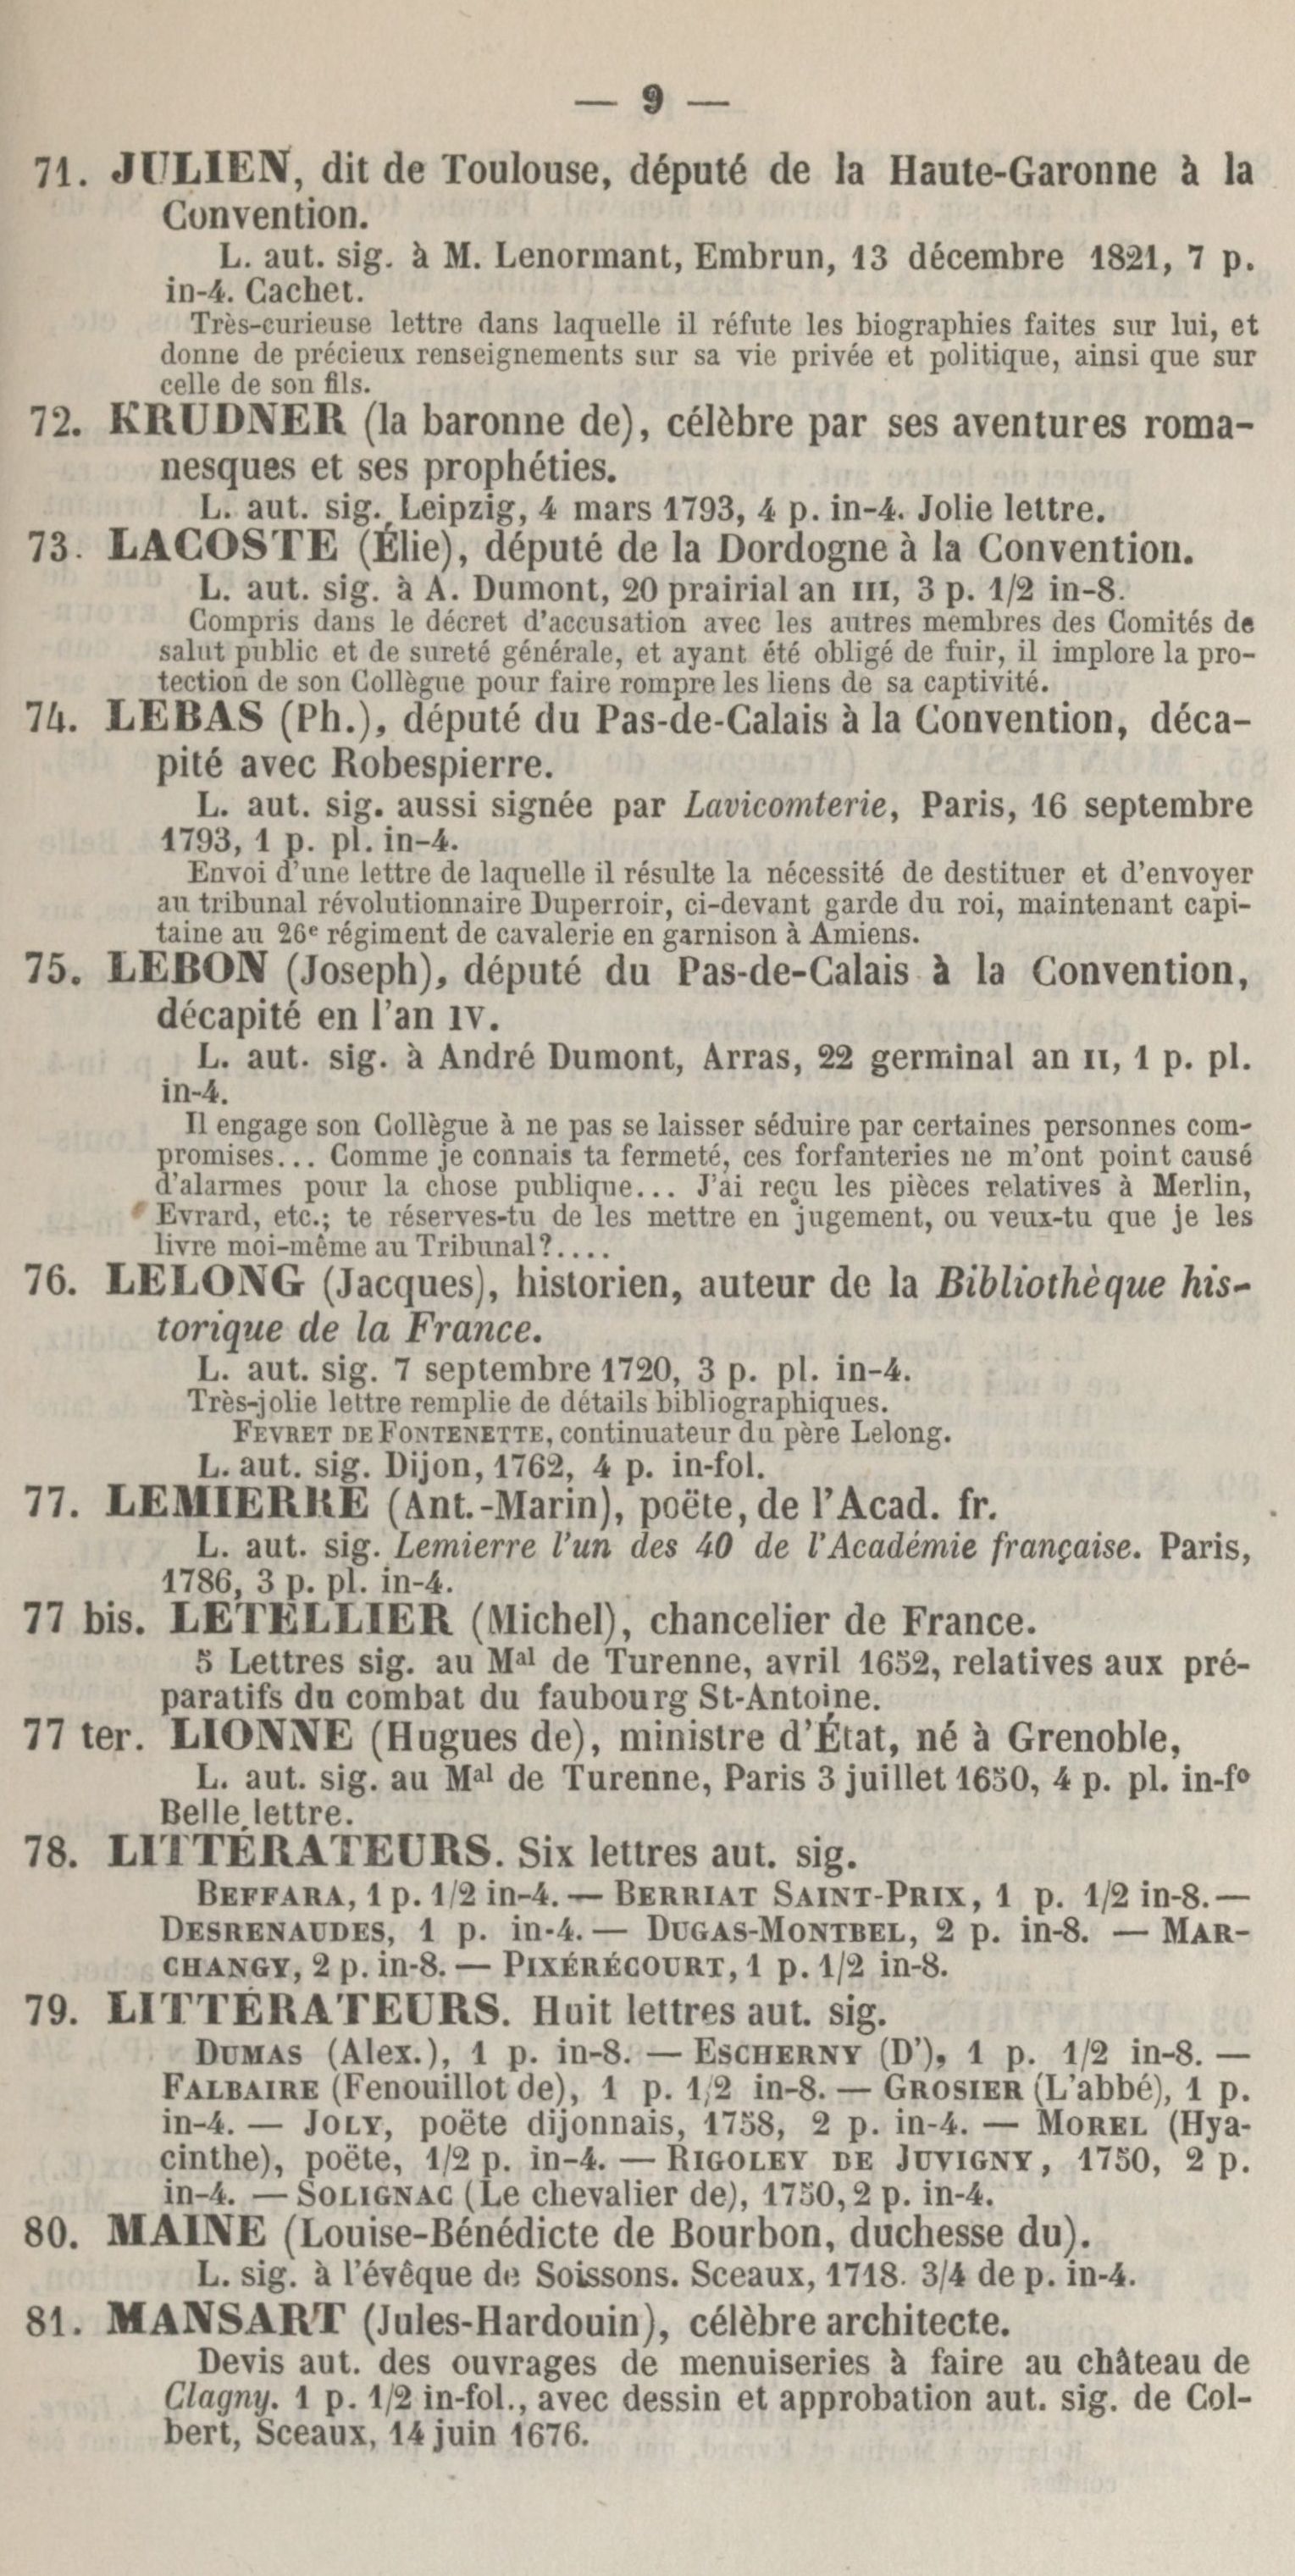 — 9 —
71. JULIEN, dit de Toulouse, député de la Haute-Garonne à la
Convention.
L. aut. sig. à M. Lenormant, Embrun, 13 décembre 1821, 7 p.
in-4. Cachet.
Très-curieuse lettre dans laquelle il réfute les biographies faites sur lui, et
donne de précieux renseignements sur sa vie privée et politique, ainsi que sur
celle de son fils.
72. KRUDNER (la baronne de), célèbre par ses aventures roma-
nesques et ses prophéties.
L. aut. sig. Leipzig, 4 mars 1793, 4 p. in-4. Jolie lettre.
73. LACOSTE (Élie), député de la Dordogne à la Convention.
L. aut. sig. à A. Dumont, 20 prairial an III, 3 p. 1/2 in-8.
Compris dans le décret d'accusation avec les autres membres des Comités de
salut public et de sureté générale, et ayant été obligé de fuir, il implore la pro-
tection de son Collègue pour faire rompre les liens de sa captivité.
74. LEBAS (Ph.), député du Pas-de-Calais à la Convention, déca-
pité avec Robespierre.
L. aut. sig. aussi signée par Lavicomterie, Paris, 16 septembre
1793, 1 p. pl. in-4.
Envoi d'une lettre de laquelle il résulte la nécessité de destituer et d'envoyer
au tribunal révolutionnaire Duperroir, ci-devant garde du roi, maintenant capi-
taine au 26e régiment de cavalerie en garnison à Amiens.
75. LEBON (Joseph), député du Pas-de-Calais à la Convention,
décapité en l'an IV.
L. aut. sig. à André Dumont, Arras, 22 germinal an II, 1 p. pl.
in-4.
Il engage son Collègue à ne pas se laisser séduire par certaines personnes com-
promises... Comme je connais ta fermeté, ces forfanteries ne m'ont point causé
d'alarmes pour la chose publique... J'ai reçu les pièces relatives à Merlin,
Evrard, etc.; te réserves-tu de les mettre en jugement, ou veux-tu que je les
livre moi-même au Tribunal?....
76. LELONG (Jacques), historien, auteur de la Bibliothèque his-
torique de la France.
L. aut. sig. 7 septembre 1720, 3 p. pl. in-4.
Très-jolie lettre remplie de détails bibliographiques.
FEVRET DE FONTENETTE, continuateur du père Lelong.
L. aut. sig. Dijon, 1762, 4 p. in-fol.
77. LEMIERRE (Ant.-Marin), poëte, de l'Acad. fr.
L. aut. sig. Lemierre l'un des 40 de l'Académie française. Paris,
1786, 3 p. pl. in-4.
77 bis. LETELLIER (Michel), chancelier de France.
5 Lettres sig. au Mal de Turenne, avril 1652, relatives aux pré-
paratifs du combat du faubourg St-Antoine.
77 ter. LIONNE (Hugues de), ministre d'État, né à Grenoble,
L. aut. sig. au Mal de Turenne, Paris 3 juillet 1650, 4 p. pl. in-fo
Belle lettre.
78. LITTÉRATEURS. Six lettres aut. sig.
BEFFARA, 1 p. 1/2 in-4. — BERRIAT SAINT-PRIX, 1 p. 1/2 in-8. —
DESRENAUDES, 1 p. in-4. — DUGAS-MONTBEL, 2 p. in-8. — MAR-
CHANGY, 2 p. in-8. — PIXÉRÉCOURT, 1 p. 1/2 in-8.
79. LITTÉRATEURS. Huit lettres aut. sig.
DUMAS (Alex.), 1 p. in-8. — ESCHERNY (D'), 1 p. 1/2 in-8. —
FALBAIRE (Fenouillot de), 1 p. 1/2 in-8. — GROSIER (L'abbé), 1 p.
in-4. — JOLY, poëte dijonnais, 1758, 2 p. in-4. — MOREL (Hya-
cinthe), poëte, 1/2 p. in-4. — RIGOLEY DE JUVIGNY, 1750, 2 p.
in-4. — SOLIGNAC (Le chevalier de), 1750, 2 p. in-4.
80. MAINE (Louise-Bénédicte de Bourbon, duchesse du).
L. sig. à l'évêque de Soissons. Sceaux, 1718. 3/4 de p. in-4.
81. MANSART (Jules-Hardouin), célèbre architecte.
Devis aut. des ouvrages de menuiseries à faire au château de
Clagny. 1 p. 1/2 in-fol., avec dessin et approbation aut. sig. de Col-
bert, Sceaux, 14 juin 1676.